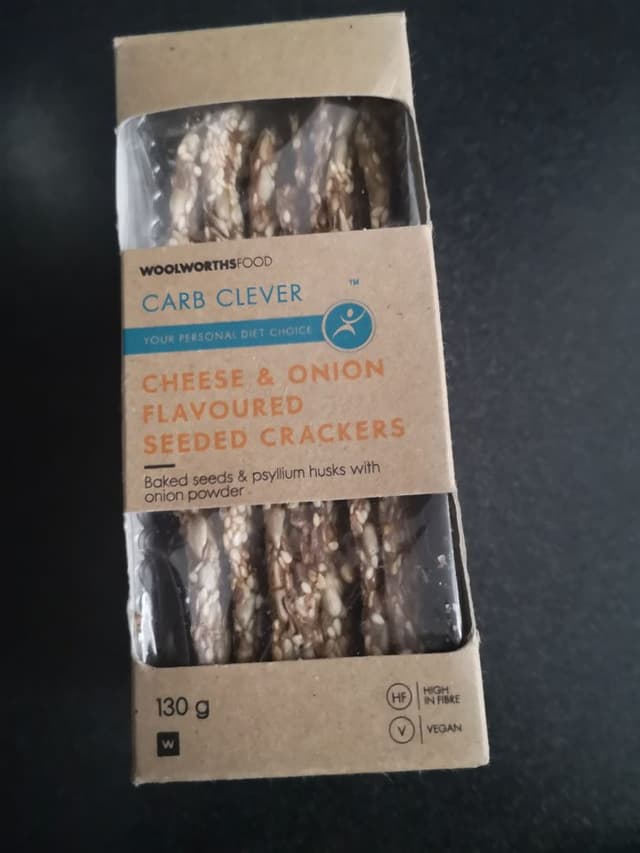 WOOLWORTHSFOOD
CARB CLEVER ™
YOUR PERSONAL DIET CHOICE
CHEESE & ONION
FLAVOURED
SEEDED CRACKERS
Baked seeds & psyllium husks with
onion powder
130 g
W
HF HIGH
IN FIBRE
V VEGAN